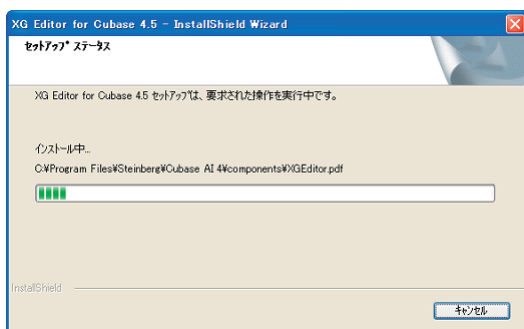 XG Editor for Cubase 4.5 - InstallShield Wizard
セットアップ ステータス
XG Editor for Cubase 4.5 セットアップは、要求された操作を実行中です。
インストール中...
C:¥Program Files¥Steinberg¥Cubase AI 4¥components¥XGEditor.pdf
InstallShield
キャンセル